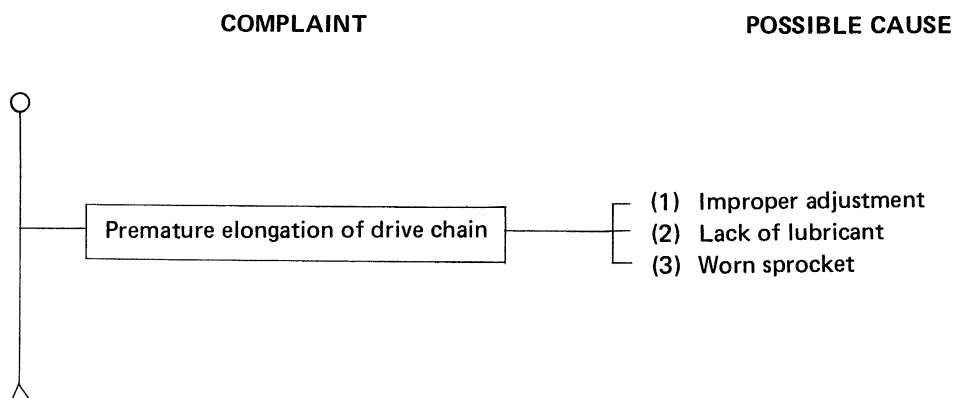 COMPLAINT
POSSIBLE CAUSE
Premature elongation of drive chain
(1) Improper adjustment
(2) Lack of lubricant
(3) Worn sprocket